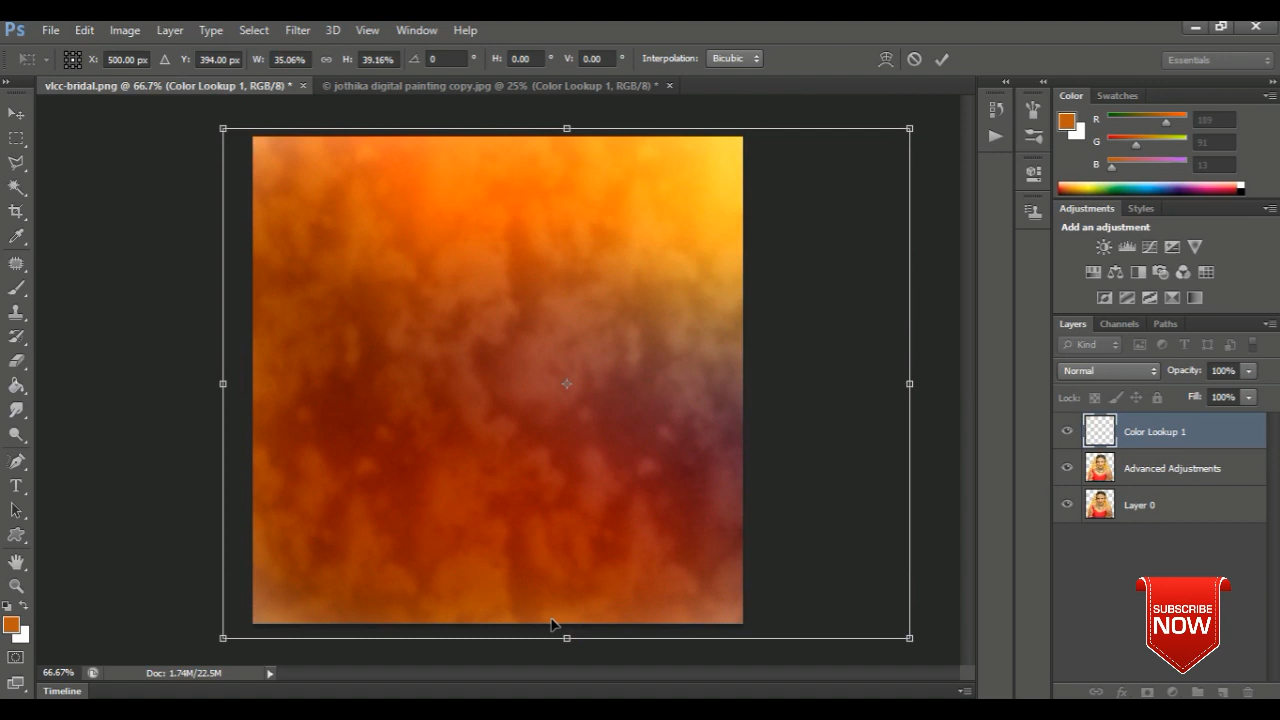 Ps File Edit Image Layer Type Select Filter 3D View Window Help
X: 500.00 px Y: 394.00 px W: 35.06% H: 39.16% 0 ° H: 0.00 ° V: 0.00 ° Interpolation: Bicubic Essentials
vlcc-bridal.png @ 66.7% (Color Lookup 1, RGB/8) * × © jothika digital painting copy.jpg @ 25% (Color Lookup 1, RGB/8) * ×
Color Swatches
R 189
G 91
B 13
Adjustments Styles
Add an adjustment
Layers Channels Paths
Kind
Normal Opacity: 100%
Lock: Fill: 100%
Color Lookup 1
Advanced Adjustments
Layer 0
SUBSCRIBE
NOW
66.67% Doc: 1.74M/22.5M
Timeline